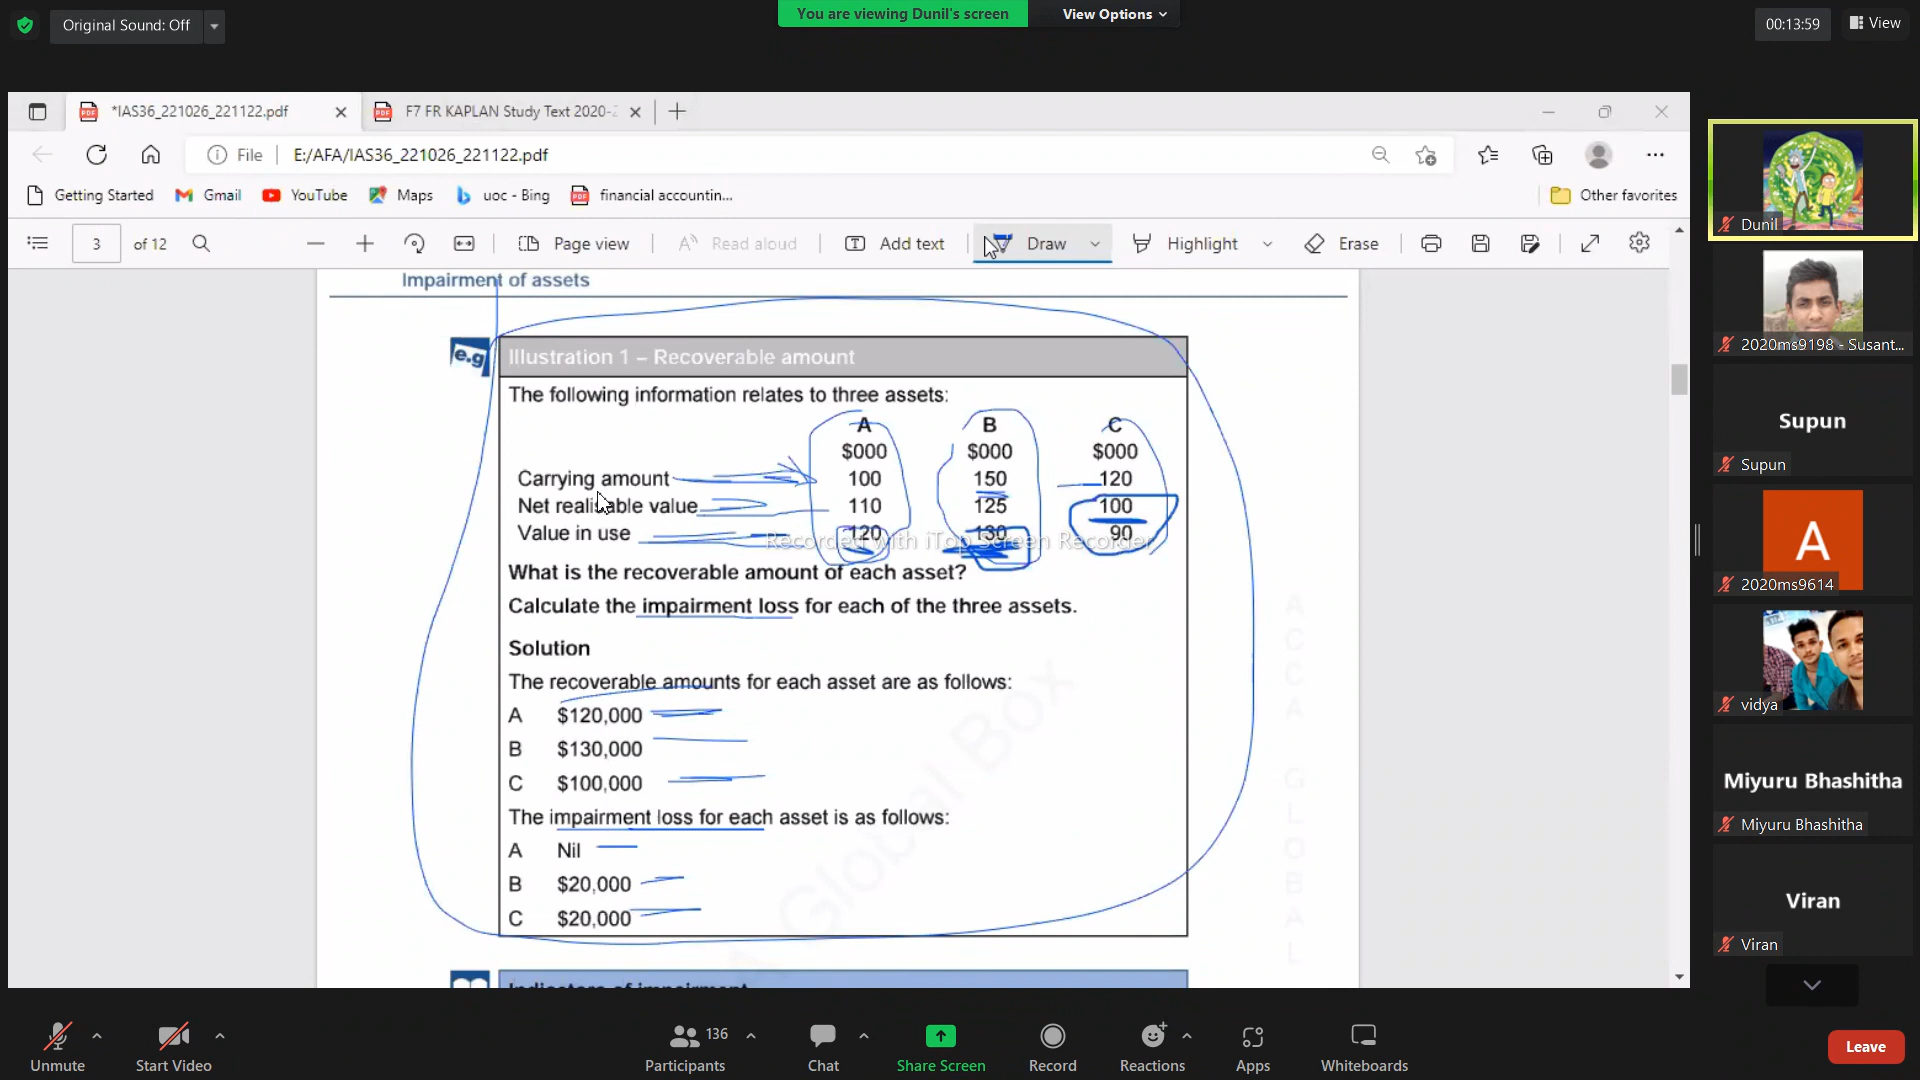 Original Sound: Off
You are viewing Dunil's screen
View Options
00:13:59
View
*IAS36_221026_221122.pdf
F7 FR KAPLAN Study Text 2020-
File
E:/AFA/IAS36_221026_221122.pdf
Getting Started
Gmail
YouTube
Maps
uoc - Bing
financial accountin...
Other favorites
3
of 12
Page view
Read aloud
Add text
Draw
Highlight
Erase
Impairment of assets
e.g
Illustration 1 – Recoverable amount
The following information relates to three assets:
A B C
$000 $000 $000
Carrying amount 100 150 120
Net realisable value 110 125 100
Value in use 120 130 90
Recorded with iTop Screen Recorder
What is the recoverable amount of each asset?
Calculate the impairment loss for each of the three assets.
Solution
The recoverable amounts for each asset are as follows:
A $120,000
B $130,000
C $100,000
The impairment loss for each asset is as follows:
A Nil
B $20,000
C $20,000
Indicators of impairment
A Global Box
ACCA GLOBAL
Dunil
2020ms9198 - Susant...
Supun
Supun
A
2020ms9614
vidya
Miyuru Bhashitha
Miyuru Bhashitha
Viran
Viran
Unmute
Start Video
136
Participants
Chat
Share Screen
Record
Reactions
Apps
Whiteboards
Leave